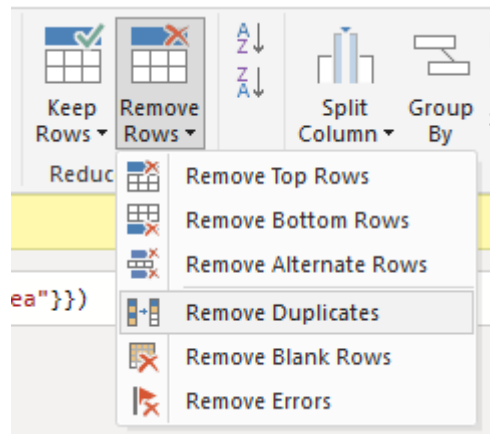 Keep Rows
Remove Rows
A
Z
Z
A
Split Column
Group By
Reduc
Remove Top Rows
Remove Bottom Rows
Remove Alternate Rows
ea"}})
Remove Duplicates
Remove Blank Rows
Remove Errors